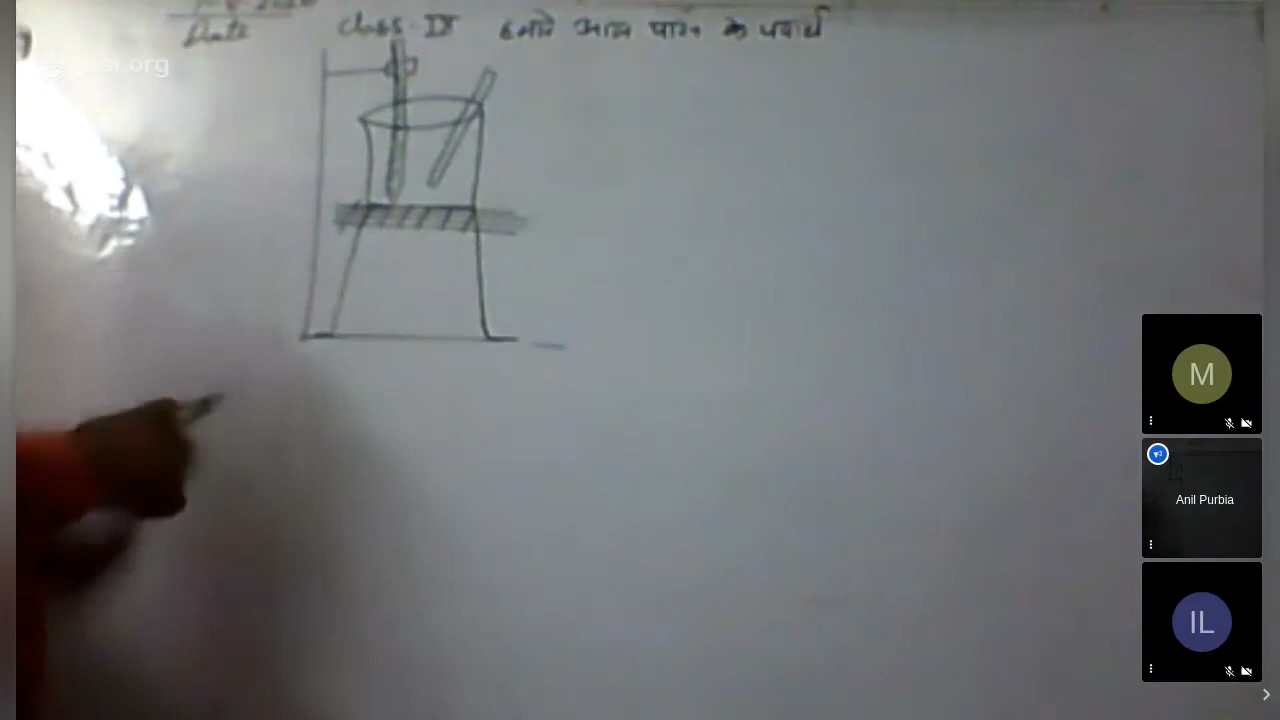 Date Class IX हमारे आस पास के पदार्थ
M
Anil Purbia
IL